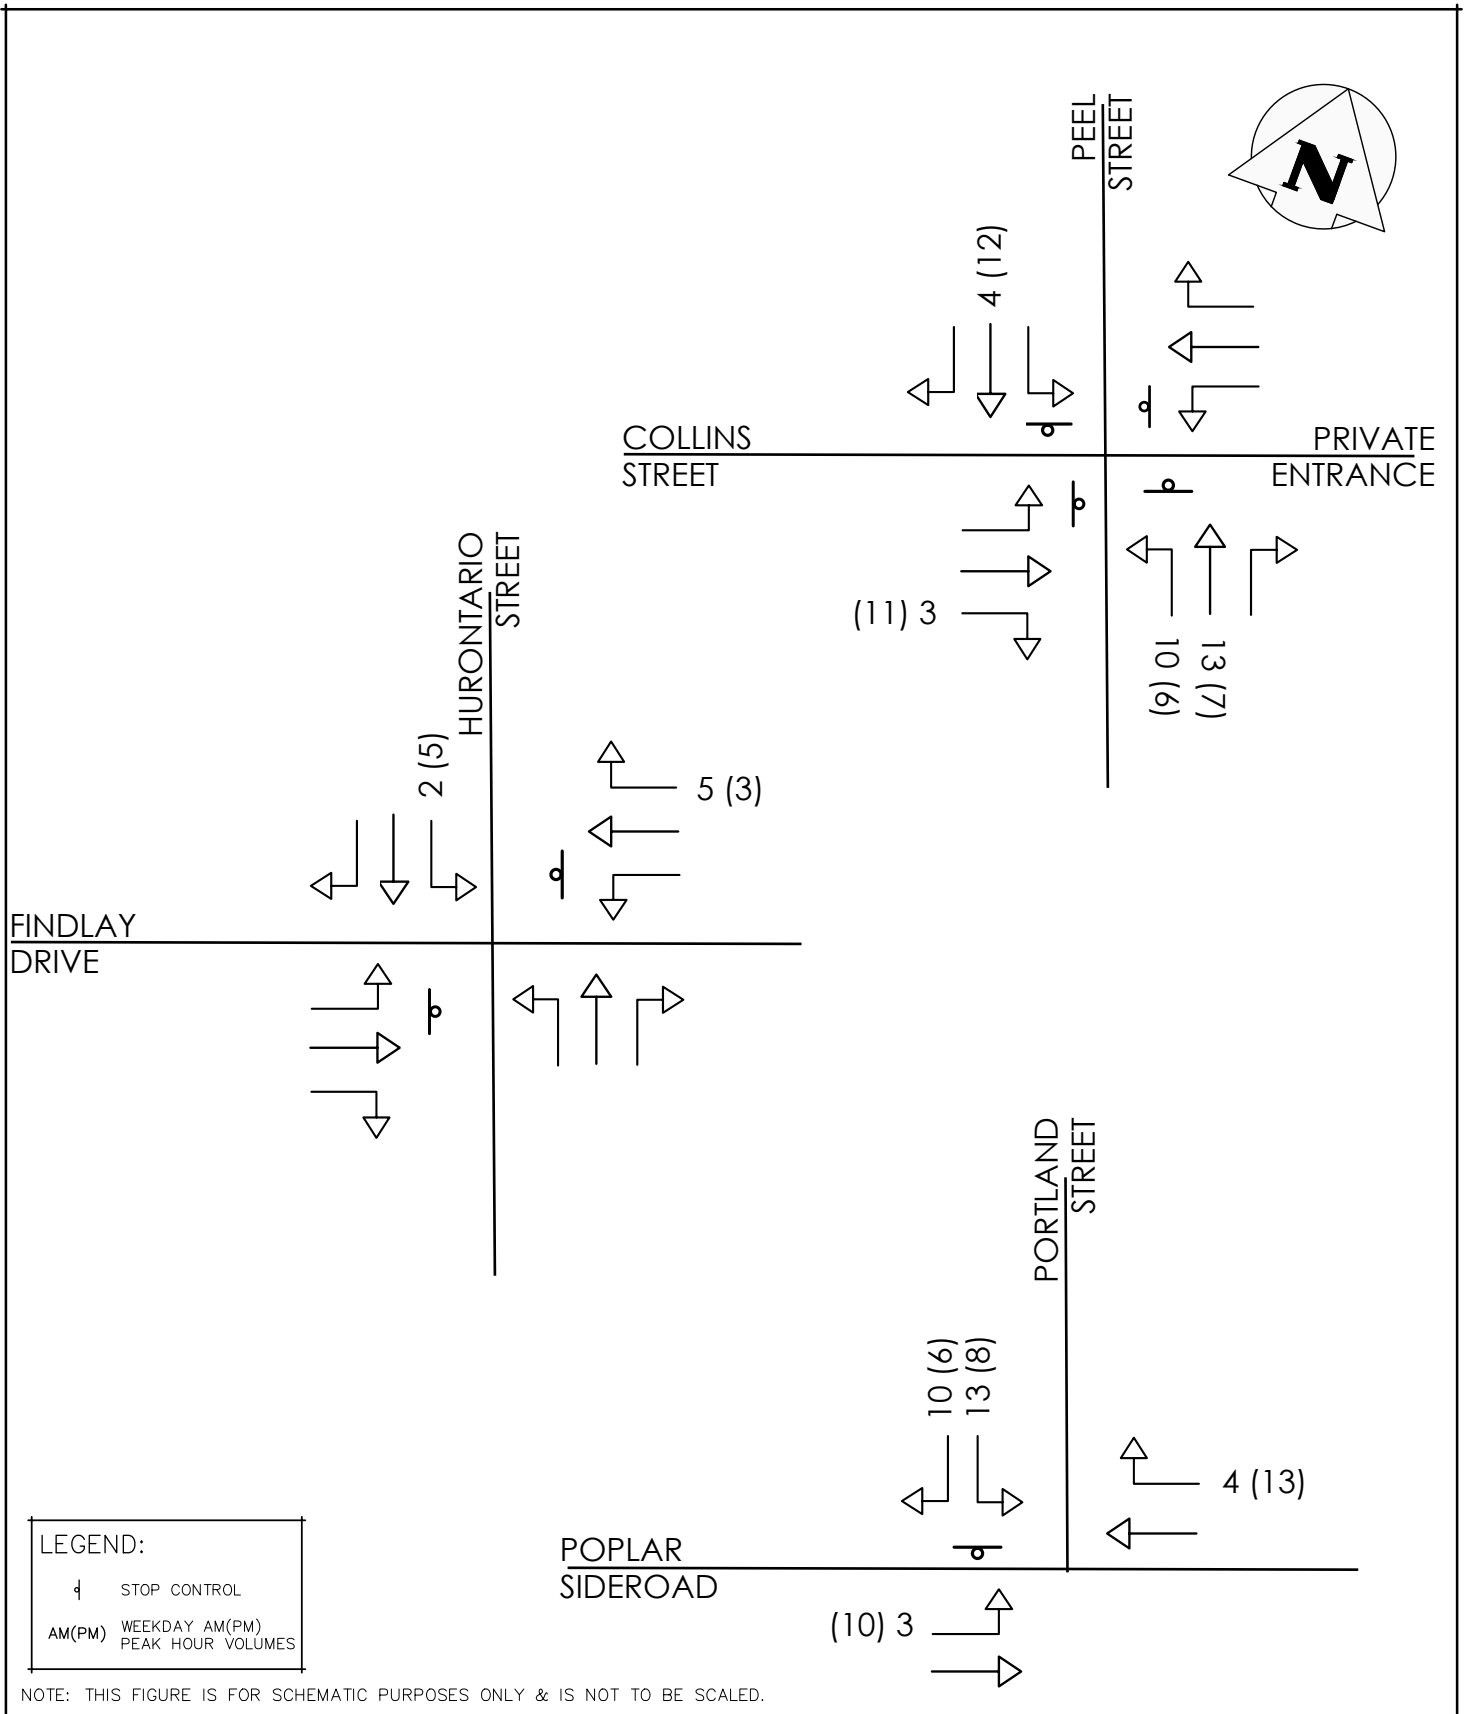 PEEL
STREET
N
4 (12)
COLLINS
STREET
PRIVATE
ENTRANCE
(11) 3
10 (6)
13 (7)
HURONTARIO
STREET
2 (5)
5 (3)
FINDLAY
DRIVE
PORTLAND
STREET
10 (6)
13 (8)
4 (13)
POPLAR
SIDEROAD
(10) 3
LEGEND:
STOP CONTROL
AM(PM) WEEKDAY AM(PM)
PEAK HOUR VOLUMES
NOTE: THIS FIGURE IS FOR SCHEMATIC PURPOSES ONLY & IS NOT TO BE SCALED.